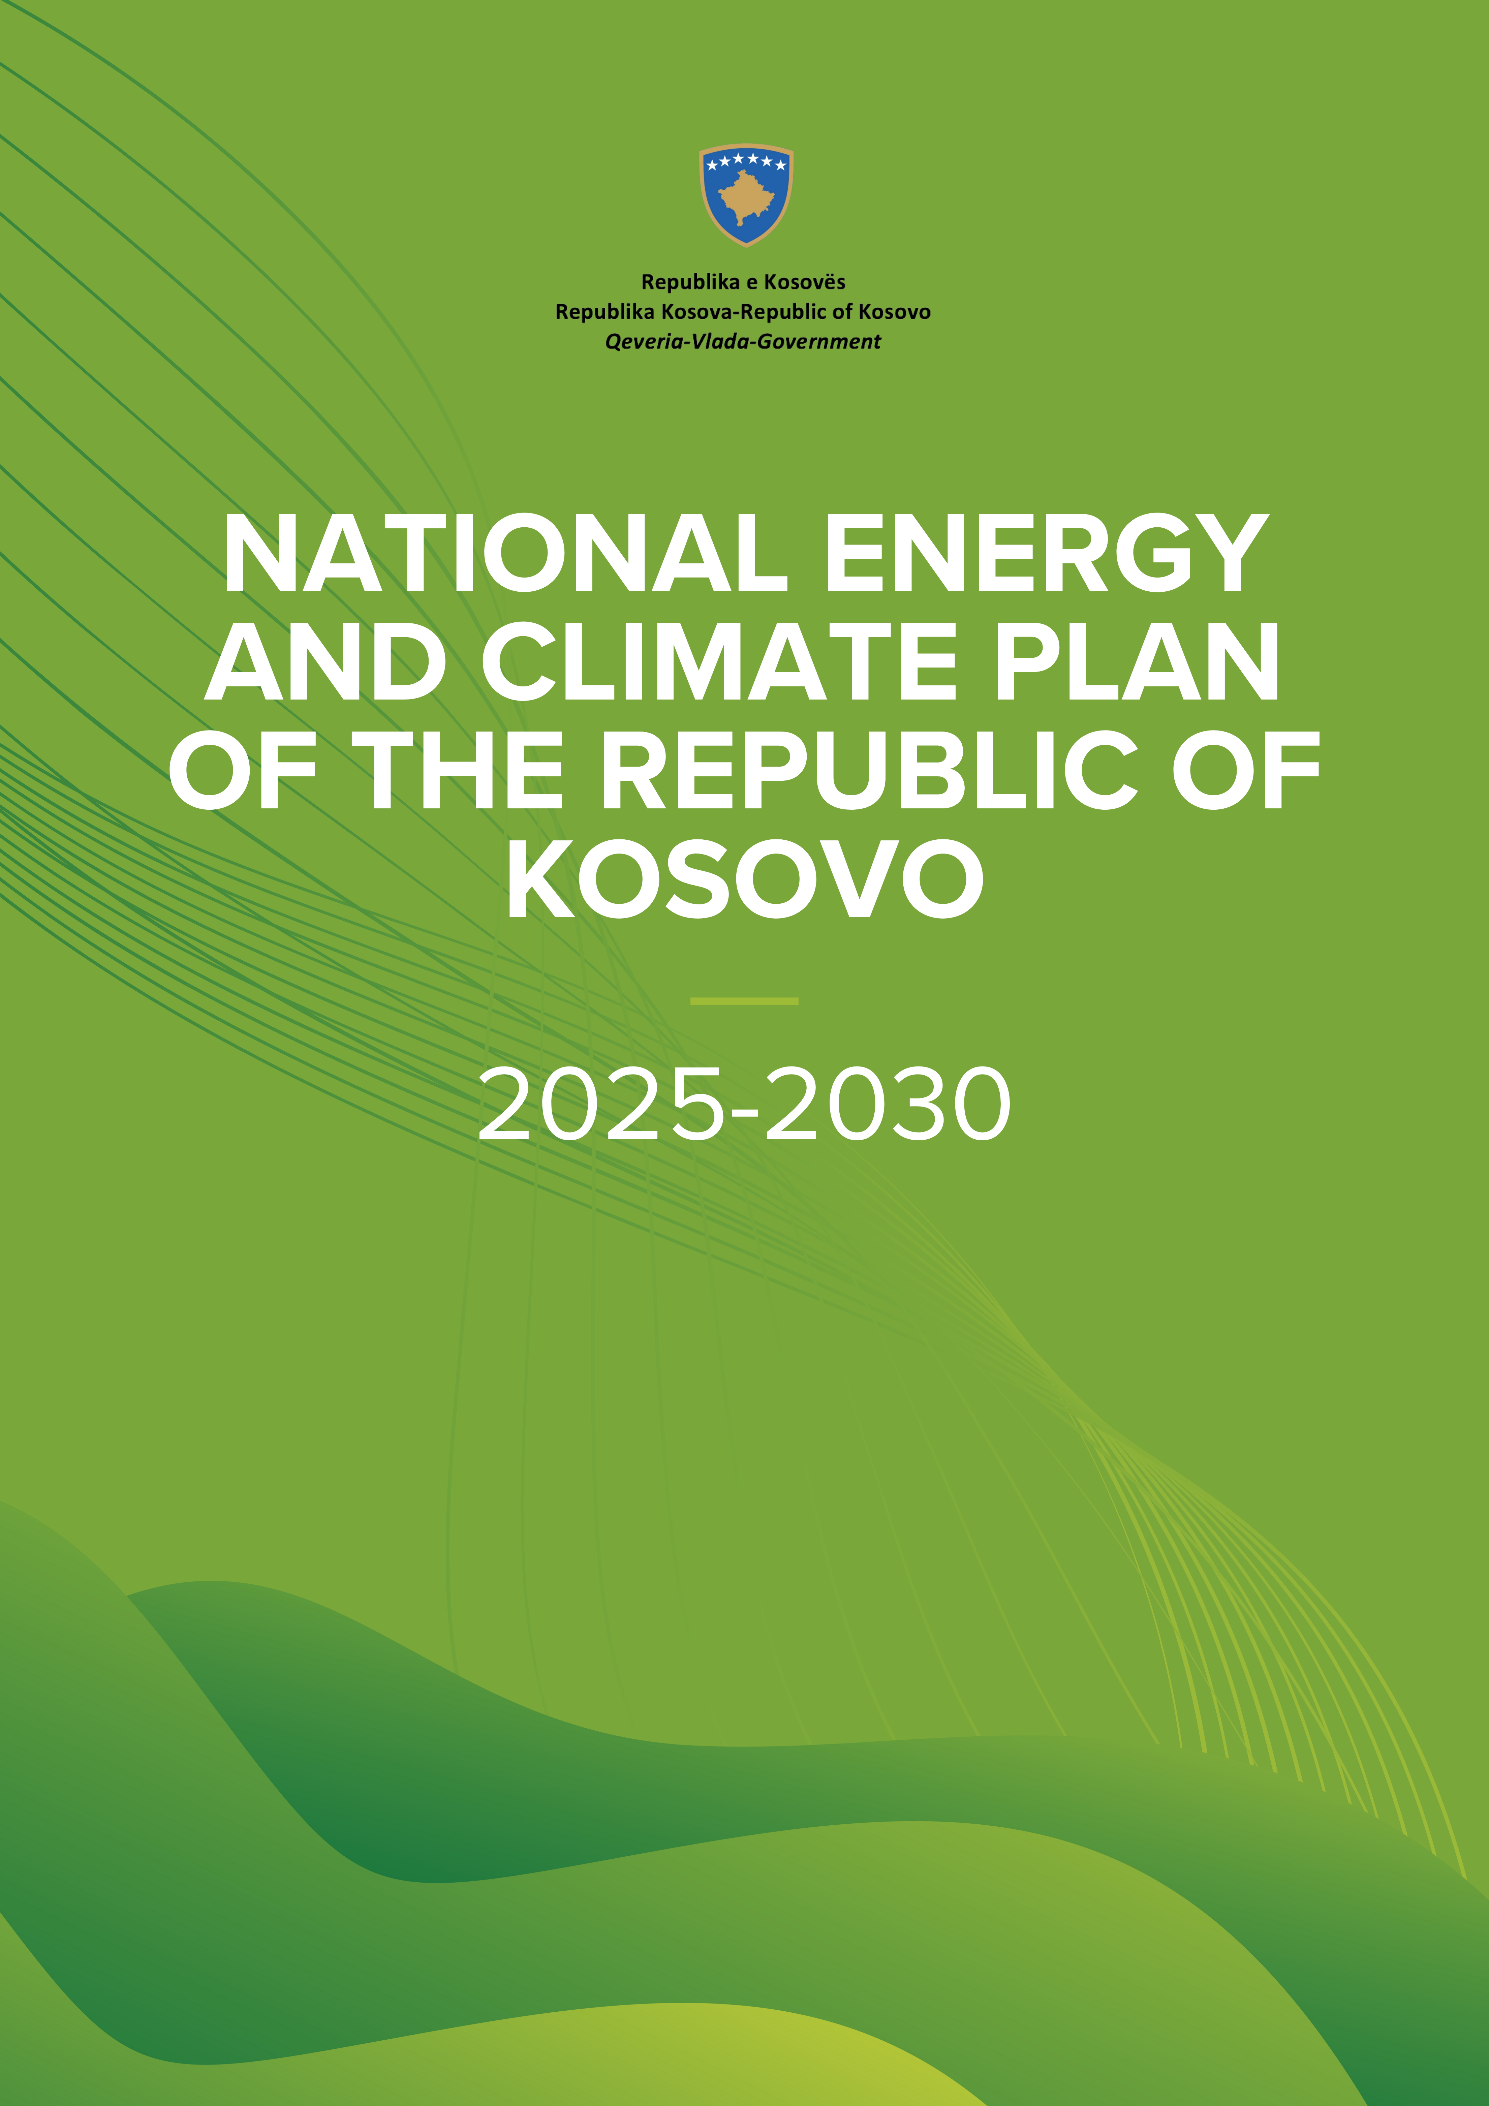 Republika e Kosovës
Republika Kosova-Republic of Kosovo
Qeveria-Vlada-Government
NATIONAL ENERGY
AND CLIMATE PLAN
OF THE REPUBLIC OF
KOSOVO
2025-2030